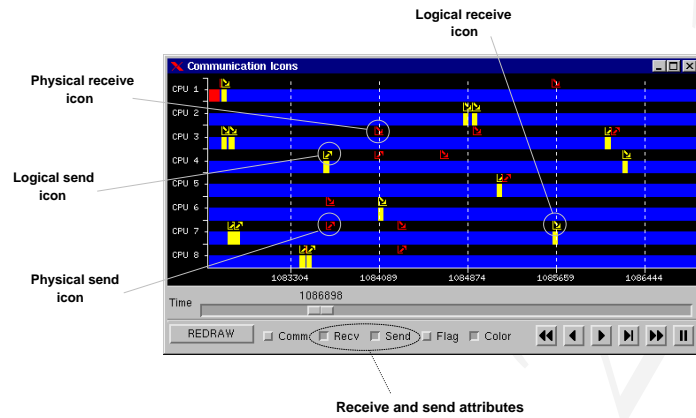 Logical receive
icon
Communication Icons
Physical receive
icon
Logical send
icon
Physical send
icon
CPU 1
CPU 2
CPU 3
CPU 4
CPU 5
CPU 6
CPU 7
CPU 8
1083304 1084089 1084874 1085659 1086444
1086898
Time
REDRAW Comm Recv Send Flag Color
Receive and send attributes